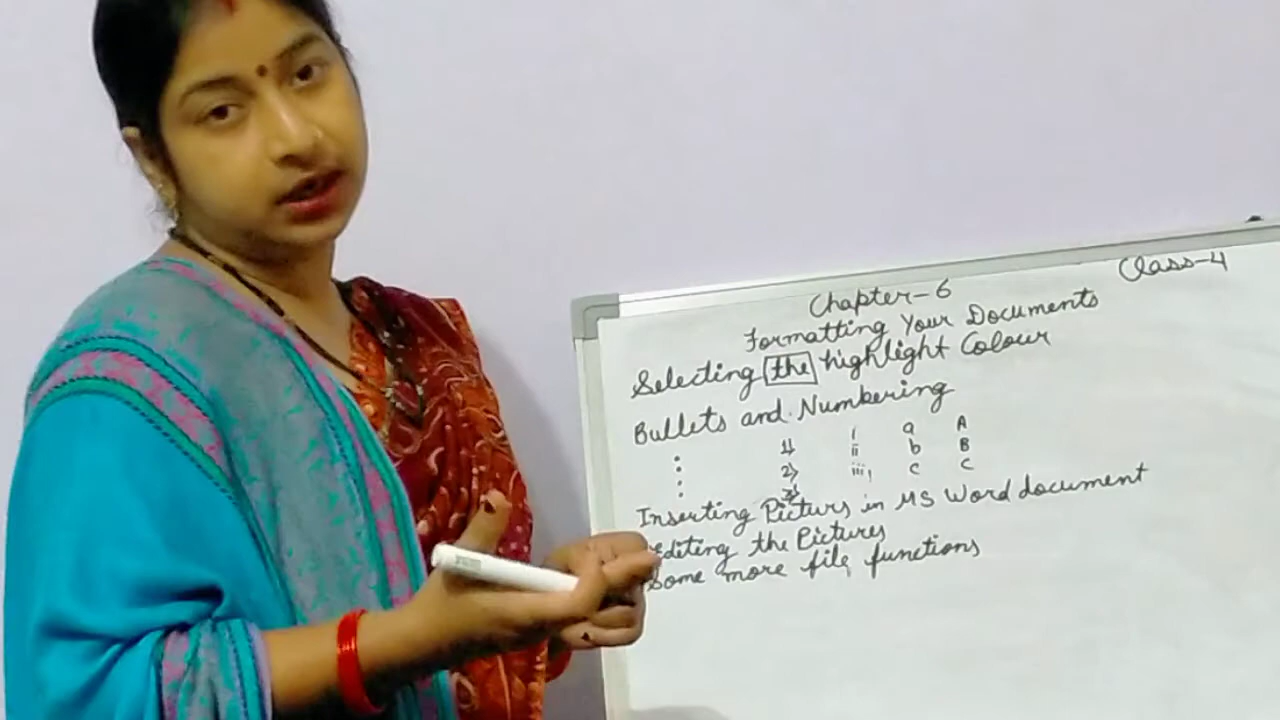 Class-4
Chapter-6
Formatting Your Documents
Selecting the highlight Colour
Bullets and Numbering
• 1) i a A
• 2) ii b B
• 3) iii, c C
Inserting Picturs in MS Word document
Editing the Pictures
Some more file functions